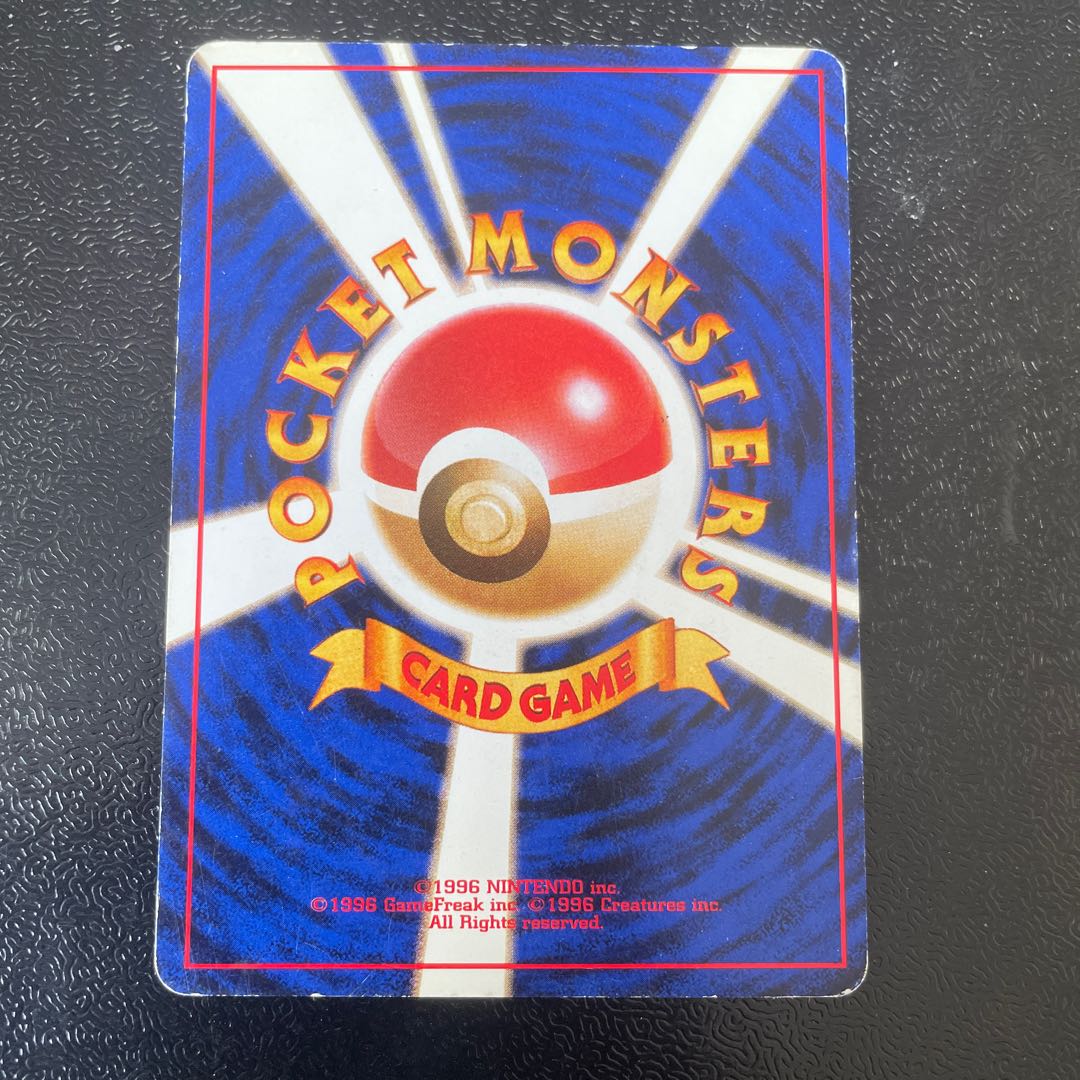 POCKET MONSTERS
CARD GAME
©1996 NINTENDO inc.
©1996 GameFreak inc. ©1996 Creatures inc.
All Rights reserved.